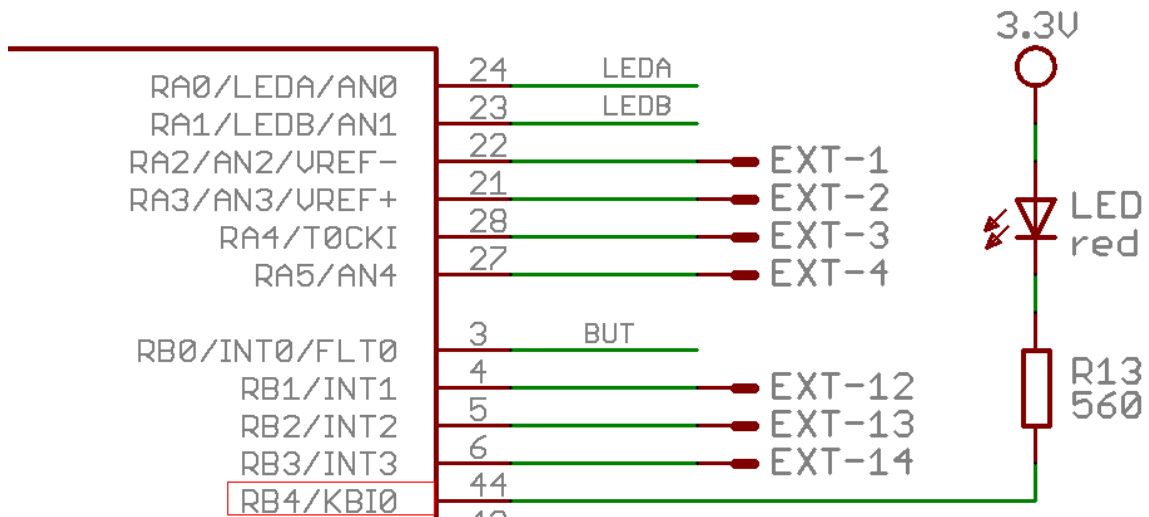 3.3V
RA0/LEDA/AN0 24 LEDA
RA1/LEDB/AN1 23 LEDB
RA2/AN2/VREF- 22 EXT-1
RA3/AN3/VREF+ 21 EXT-2
LED
red
RA4/T0CKI 28 EXT-3
RA5/AN4 27 EXT-4
RB0/INT0/FLT0 3 BUT
RB1/INT1 4 EXT-12
R13
560
RB2/INT2 5 EXT-13
RB3/INT3 6 EXT-14
RB4/KBI0 44